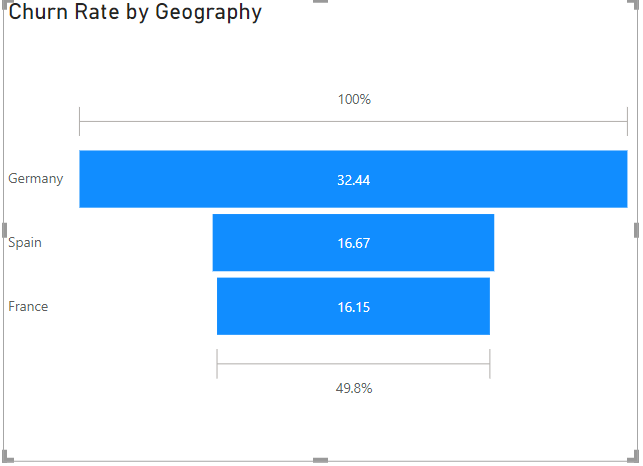 Churn Rate by Geography
100%
Germany 32.44
Spain 16.67
France 16.15
49.8%